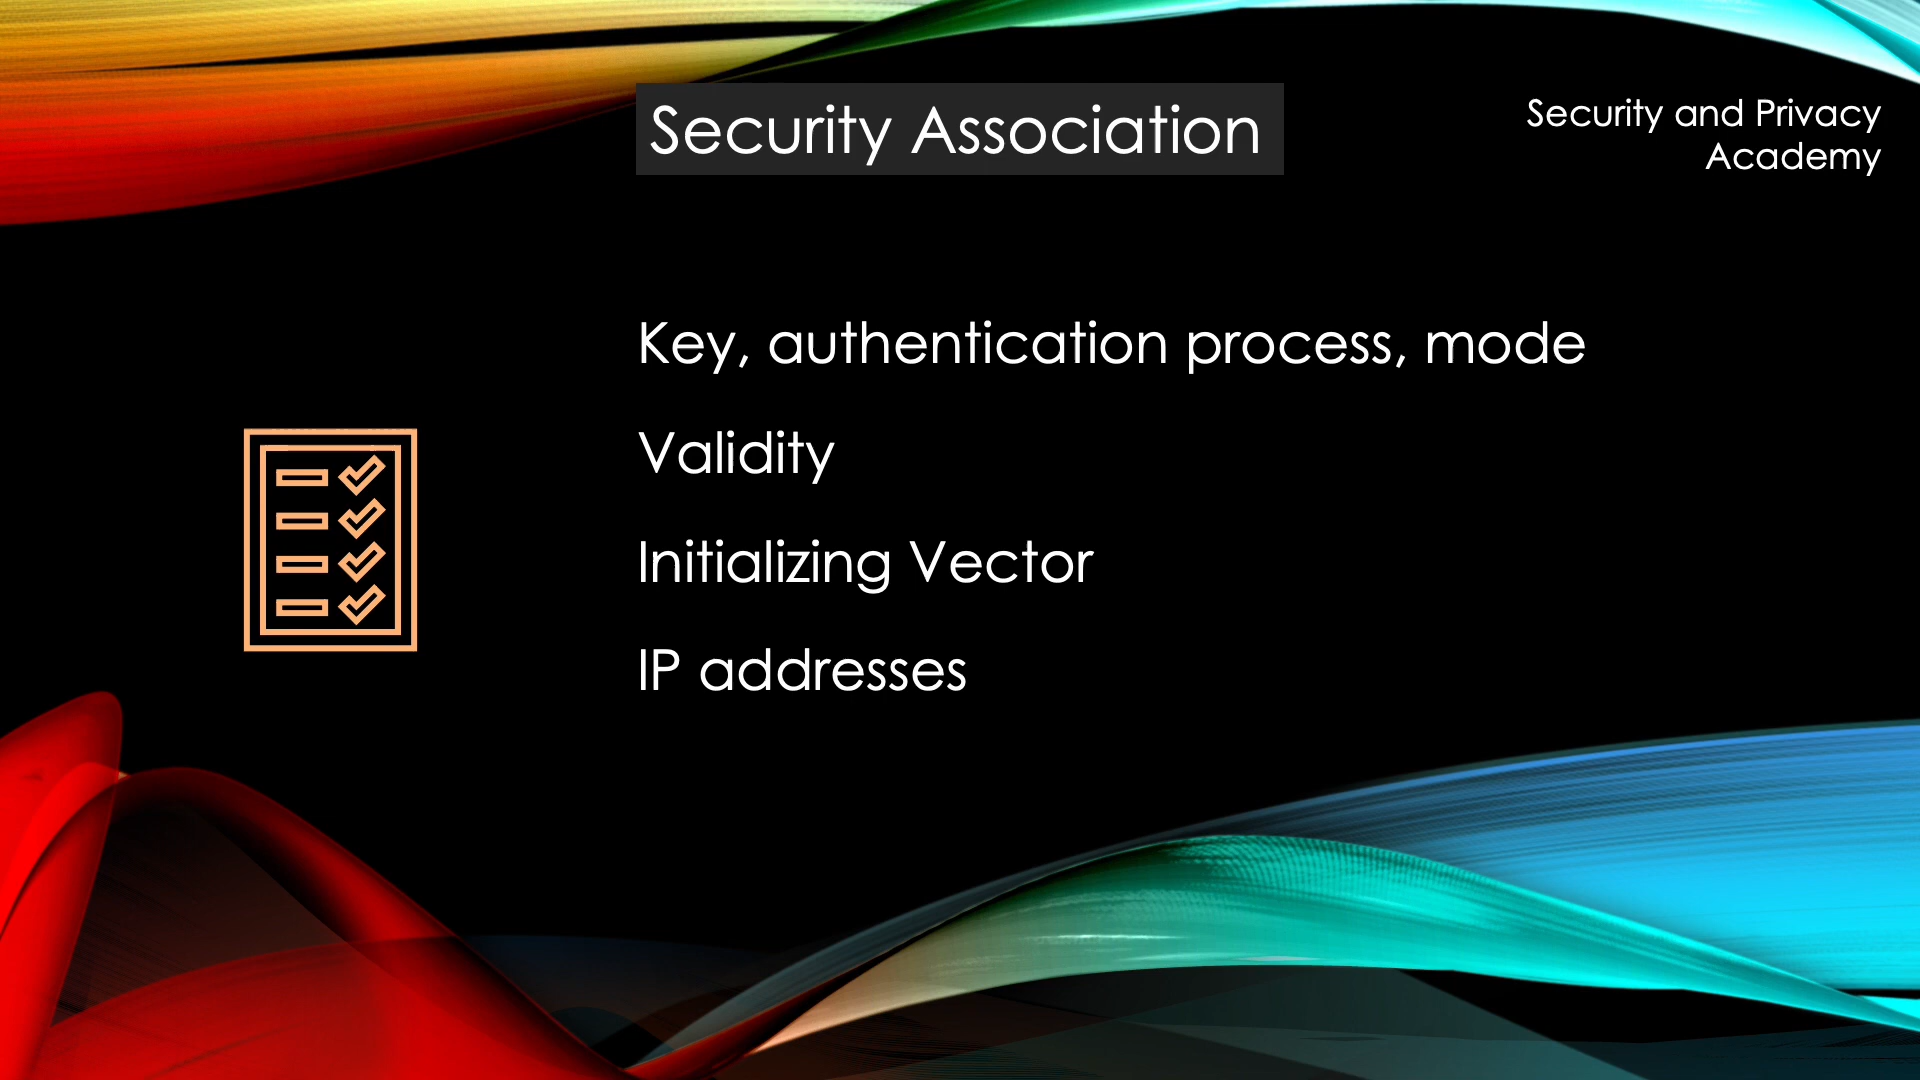 Security Association
Security and Privacy
Academy
Key, authentication process, mode
Validity
Initializing Vector
IP addresses